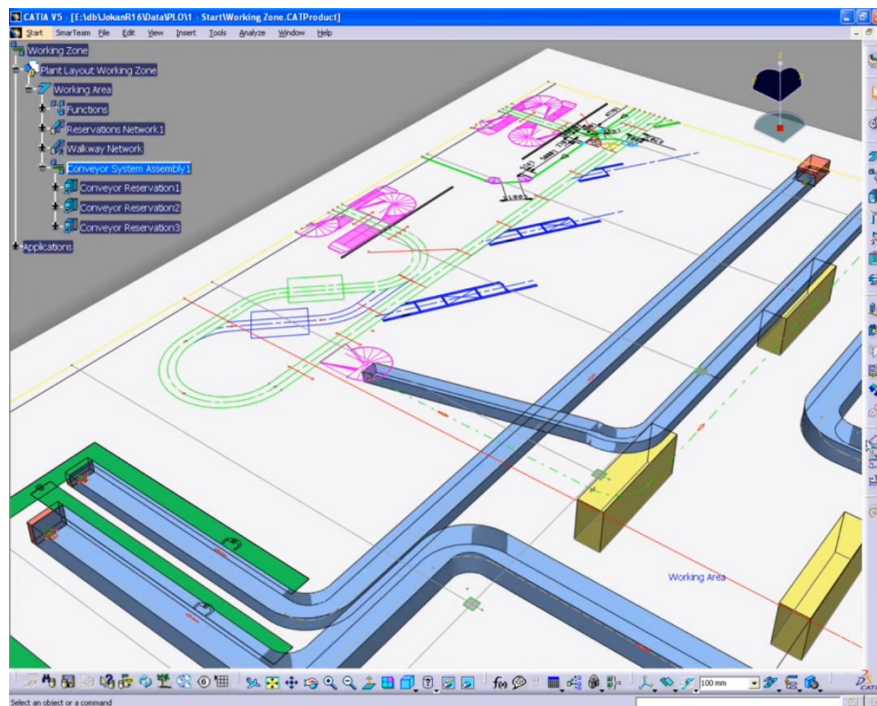 CATIA V5 - [E:\db\JokanR16\Data\PLO\1 - Start\Working Zone.CATProduct]
Start SmarTeam File Edit View Insert Tools Analyze Window Help
Working Zone
Plant Layout Working Zone
Working Area
Functions
Reservations Network1
Walkway Network
Conveyor System Assembly1
Conveyor Reservation1
Conveyor Reservation2
Conveyor Reservation3
Applications
Working Area
f(x)
100 mm
CATIA
Select an object or a command